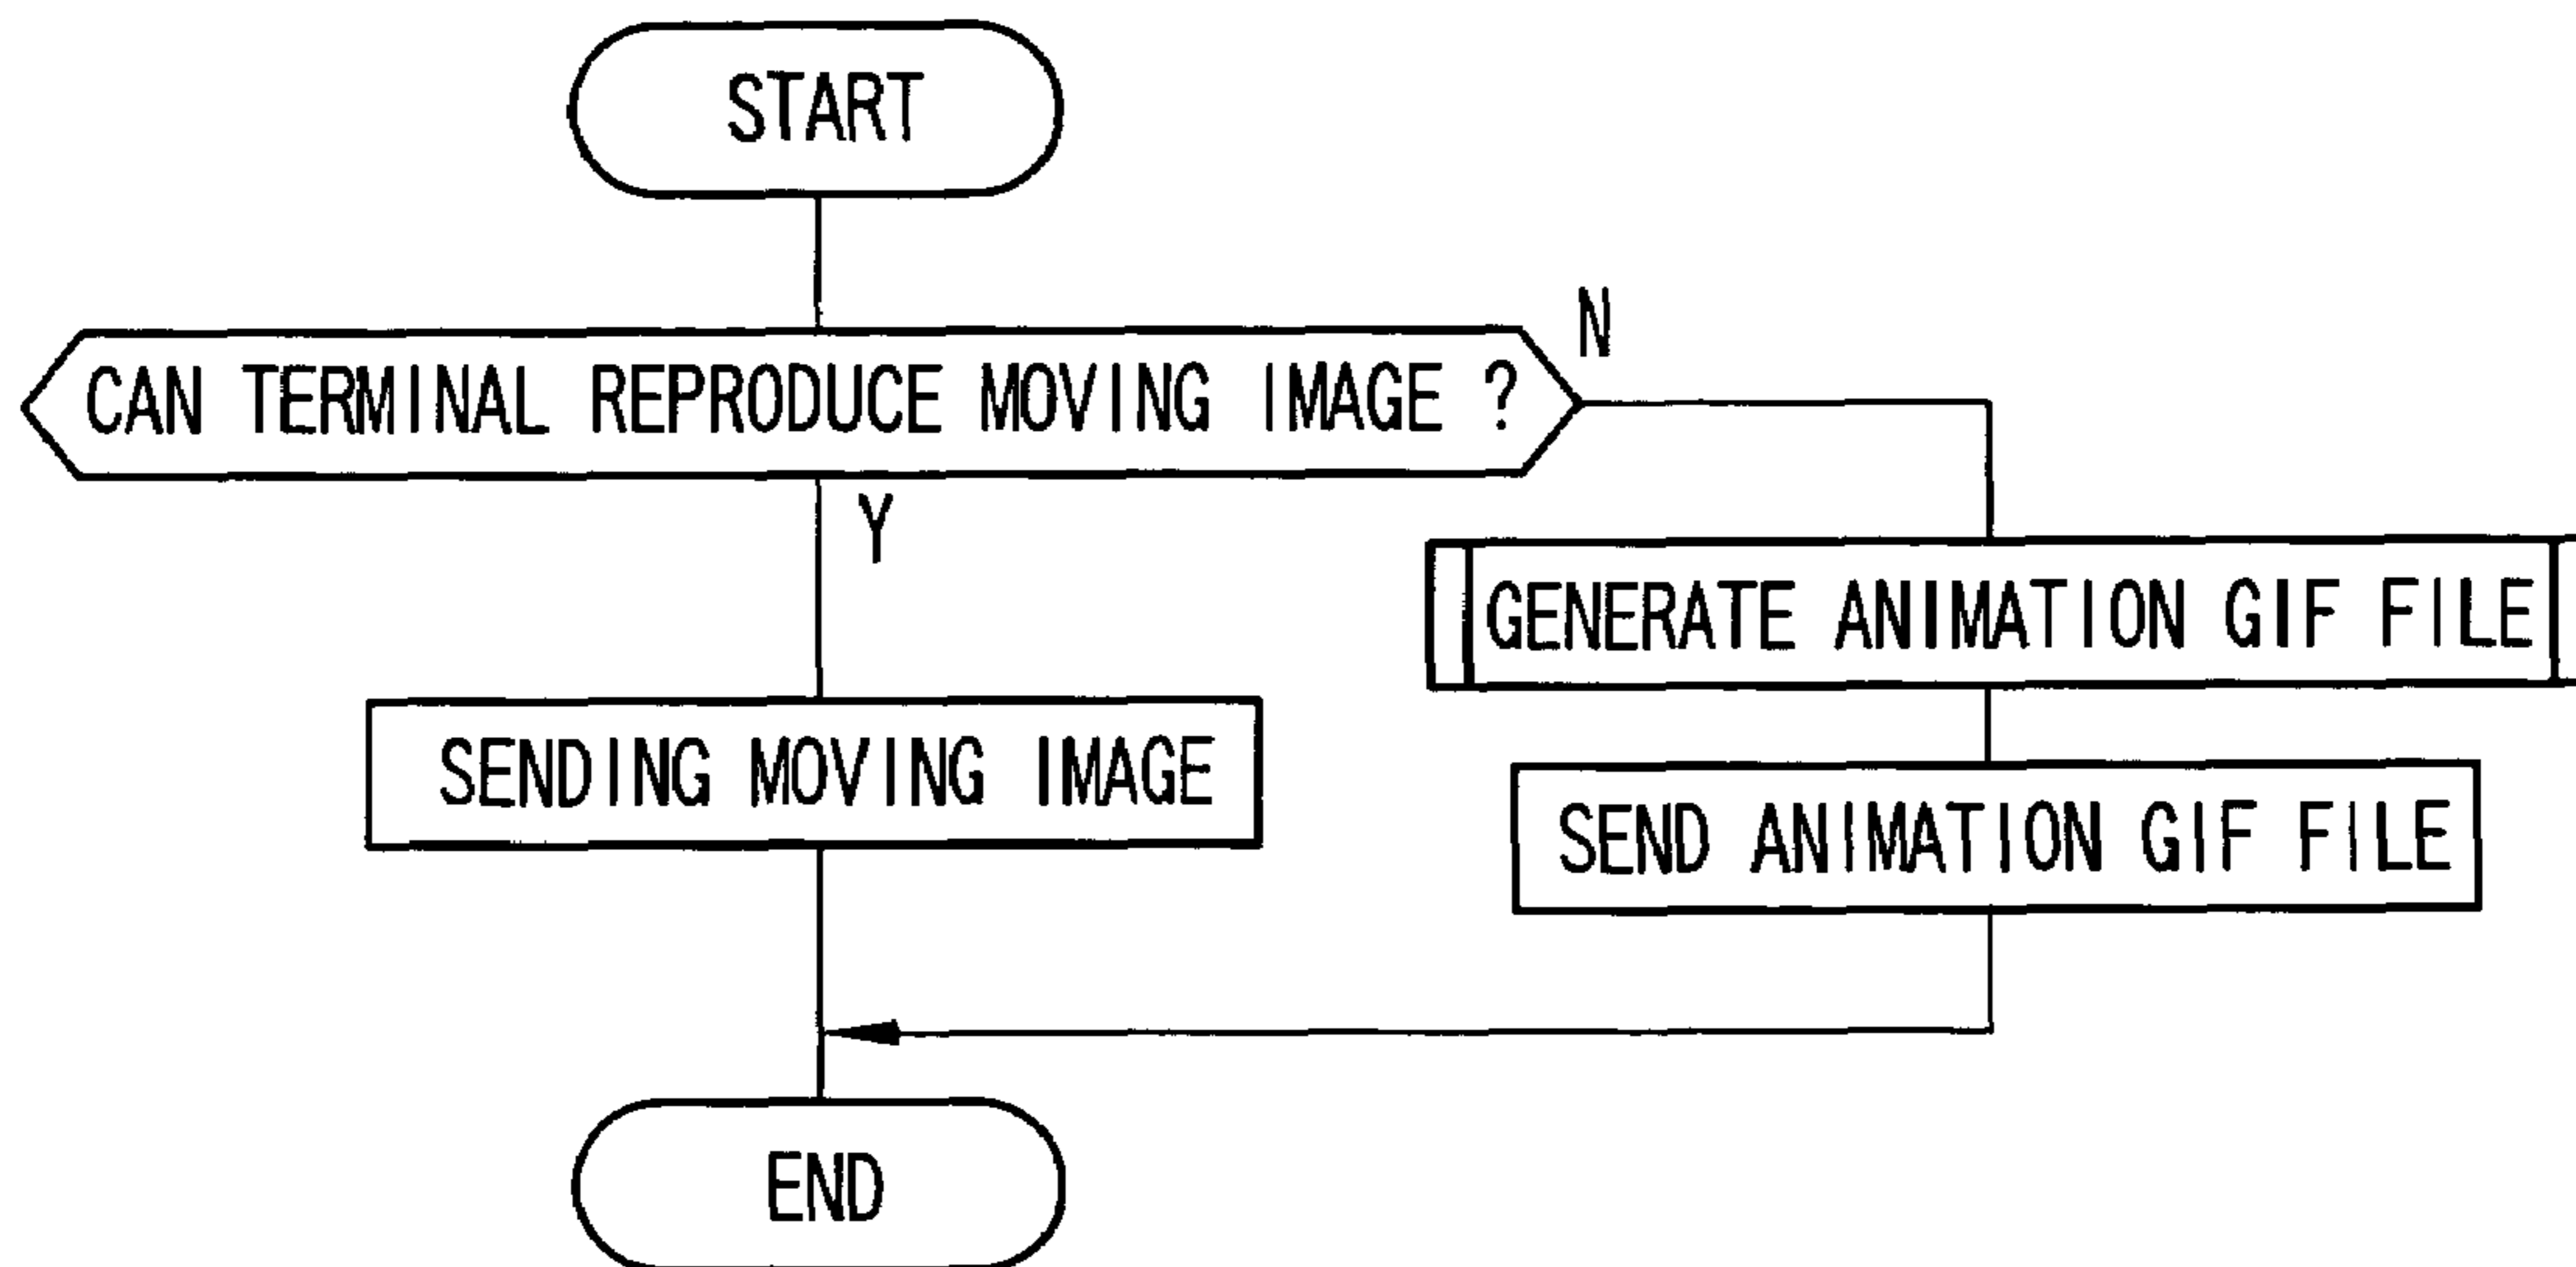 START
CAN TERMINAL REPRODUCE MOVING IMAGE ?
N
Y
GENERATE ANIMATION GIF FILE
SENDING MOVING IMAGE
SEND ANIMATION GIF FILE
END